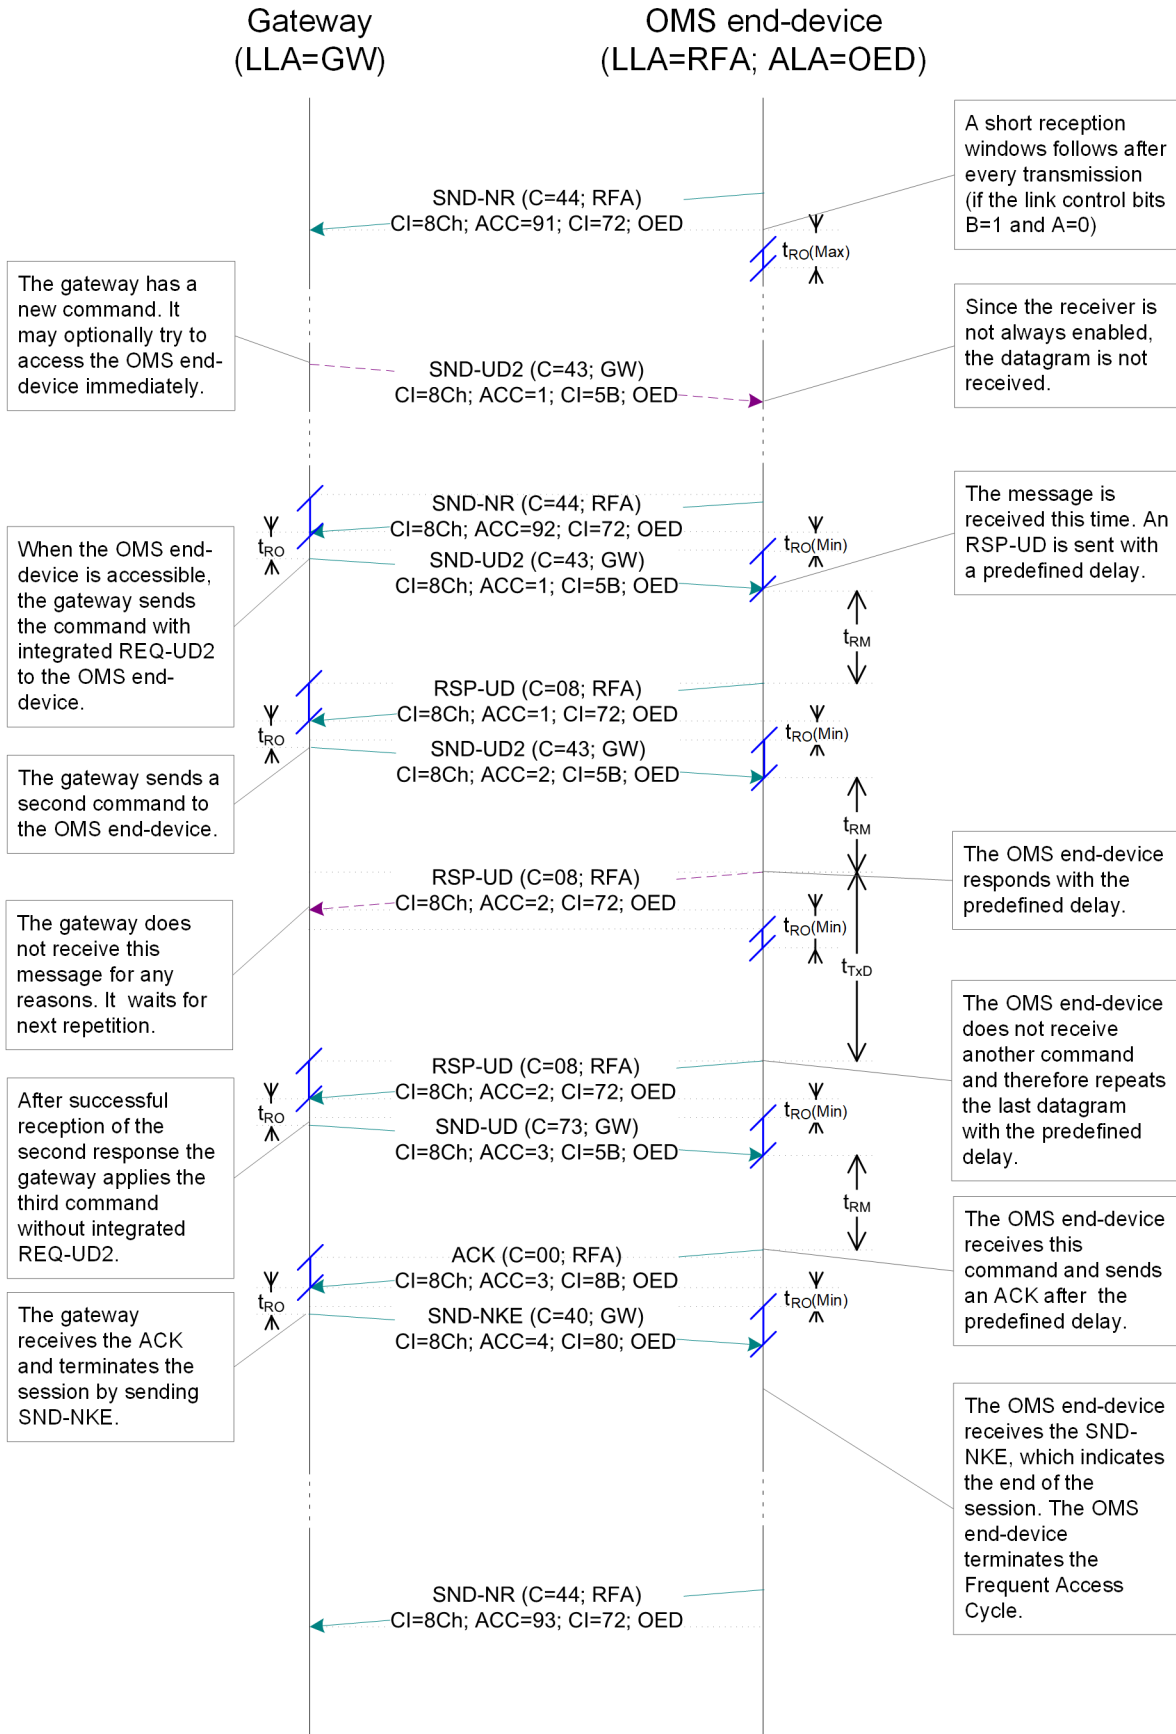 Gateway
(LLA=GW)
OMS end-device
(LLA=RFA; ALA=OED)
A short reception
windows follows after
every transmission
(if the link control bits
B=1 and A=0)
SND-NR (C=44; RFA)
CI=8Ch; ACC=91; CI=72; OED
tRO(Max)
The gateway has a
new command. It
may optionally try to
access the OMS end-
device immediately.
Since the receiver is
not always enabled,
the datagram is not
received.
SND-UD2 (C=43; GW)
CI=8Ch; ACC=1; CI=5B; OED
SND-NR (C=44; RFA)
CI=8Ch; ACC=92; CI=72; OED
The message is
received this time. An
RSP-UD is sent with
a predefined delay.
tRO
tRO(Min)
When the OMS end-
device is accessible,
the gateway sends
the command with
integrated REQ-UD2
to the OMS end-
device.
SND-UD2 (C=43; GW)
CI=8Ch; ACC=1; CI=5B; OED
tRM
RSP-UD (C=08; RFA)
CI=8Ch; ACC=1; CI=72; OED
tRO
tRO(Min)
SND-UD2 (C=43; GW)
CI=8Ch; ACC=2; CI=5B; OED
The gateway sends a
second command to
the OMS end-device.
tRM
RSP-UD (C=08; RFA)
CI=8Ch; ACC=2; CI=72; OED
The OMS end-device
responds with the
predefined delay.
The gateway does
not receive this
message for any
reasons. It  waits for
next repetition.
tRO(Min)
tTxD
The OMS end-device
does not receive
another command
and therefore repeats
the last datagram
with the predefined
delay.
RSP-UD (C=08; RFA)
CI=8Ch; ACC=2; CI=72; OED
tRO
tRO(Min)
After successful
reception of the
second response the
gateway applies the
third command
without integrated
REQ-UD2.
SND-UD (C=73; GW)
CI=8Ch; ACC=3; CI=5B; OED
tRM
The OMS end-device
receives this
command and sends
an ACK after  the
predefined delay.
ACK (C=00; RFA)
CI=8Ch; ACC=3; CI=8B; OED
tRO
tRO(Min)
The gateway
receives the ACK
and terminates the
session by sending
SND-NKE.
SND-NKE (C=40; GW)
CI=8Ch; ACC=4; CI=80; OED
The OMS end-device
receives the SND-
NKE, which indicates
the end of the
session. The OMS
end-device
terminates the
Frequent Access
Cycle.
SND-NR (C=44; RFA)
CI=8Ch; ACC=93; CI=72; OED